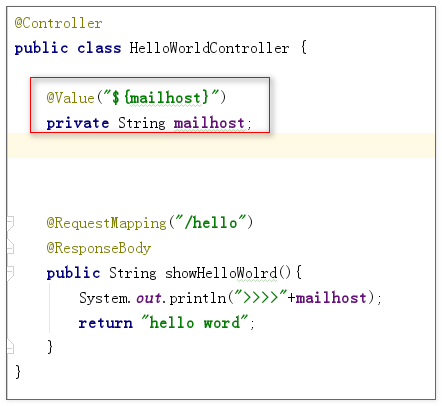 @Controller
public class HelloWorldController {
@Value("${mailhost}")
private String mailhost;
@RequestMapping("/hello")
@ResponseBody
public String showHelloWolrd(){
System.out.println(">>>>"+mailhost);
return "hello word";
}
}